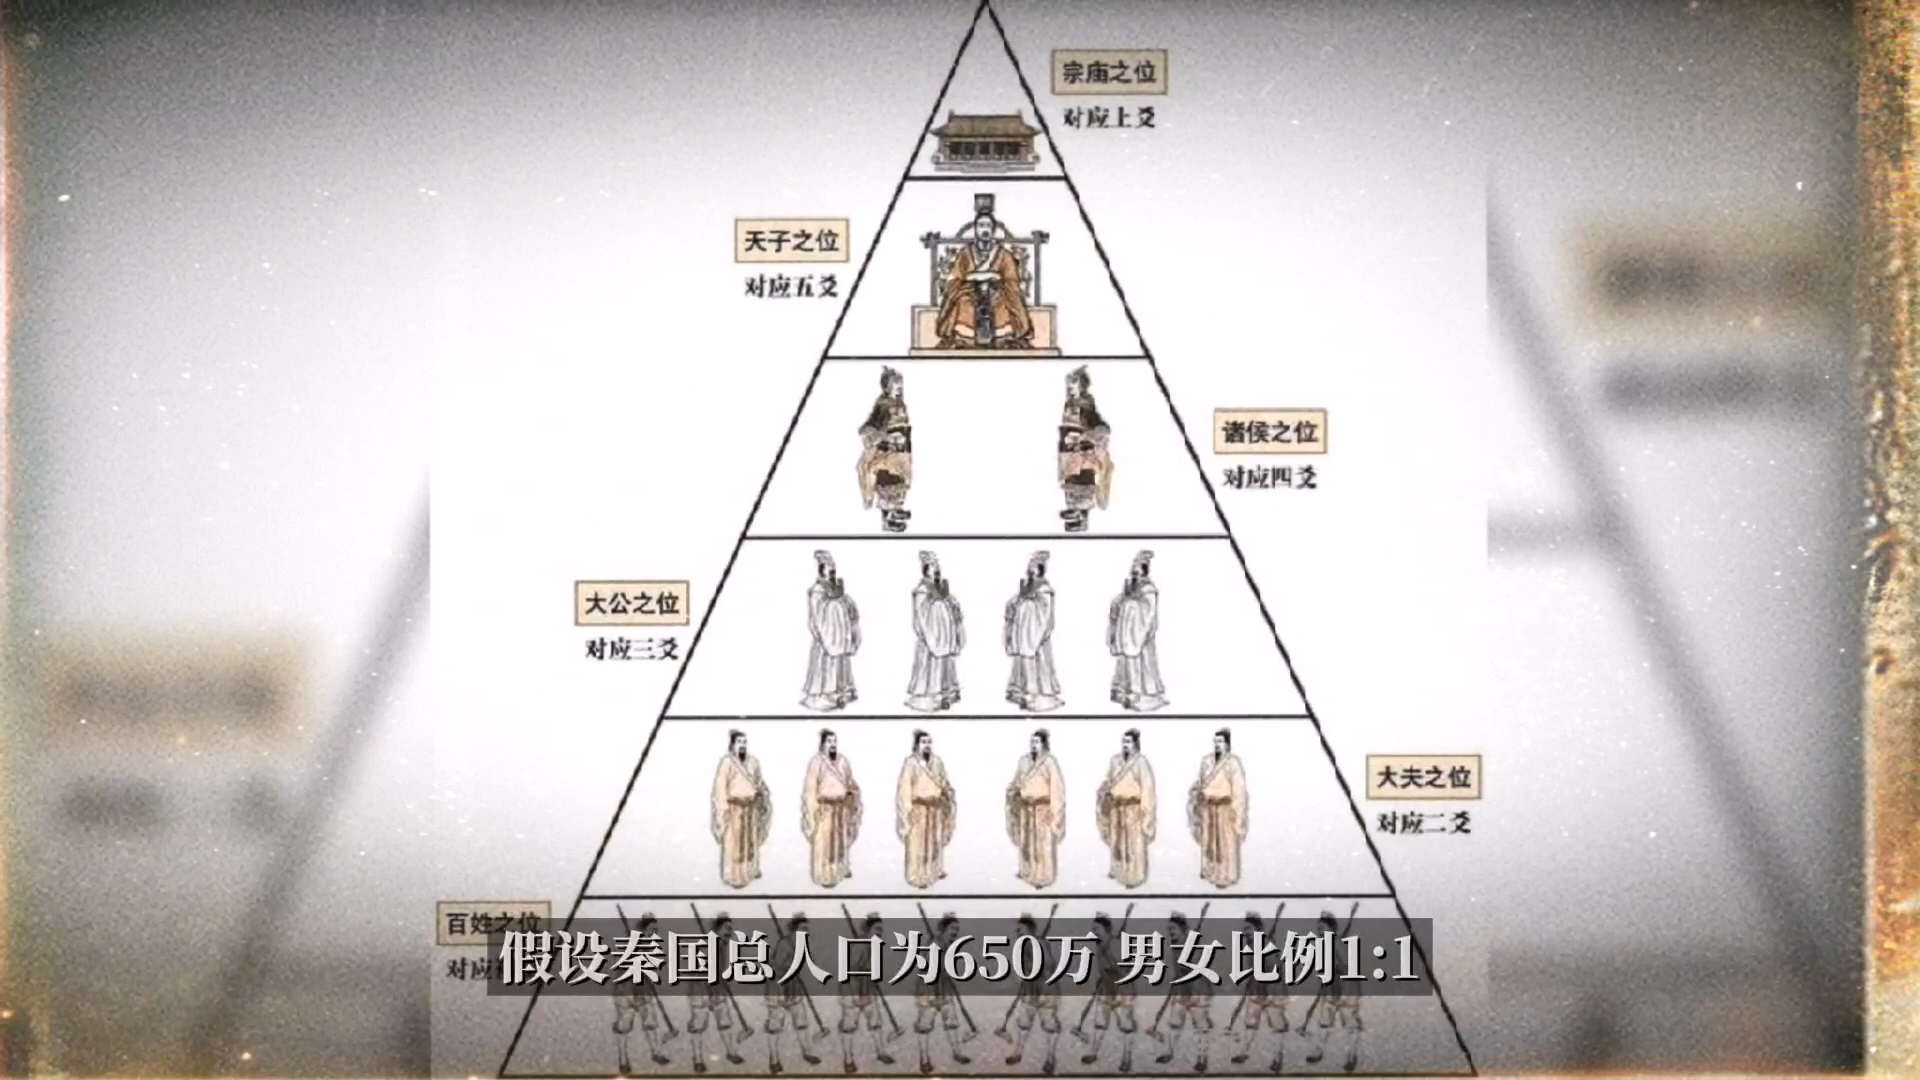 宗庙之位
对应上爻
天子之位
对应五爻
诸侯之位
对应四爻
大公之位
对应三爻
大夫之位
对应二爻
百姓之位
对应
假设秦国总人口为650万 男女比例1:1